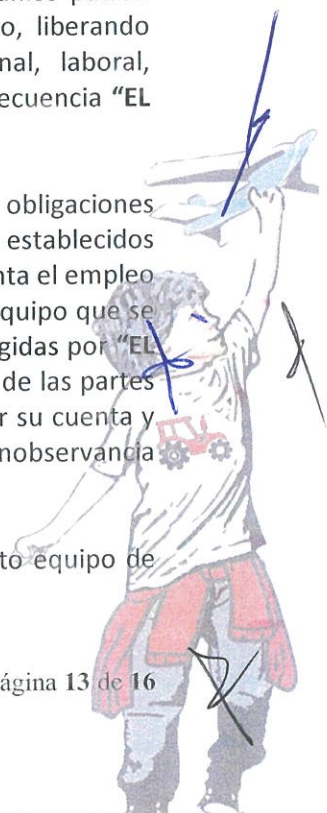 o, liberando
nal, laboral,
ecuencia "EL
obligaciones
establecidos
nta el empleo
quipo que se
gidas por "EL
de las partes
r su cuenta y
nobservancia
to equipo de
ágina 13 de 16